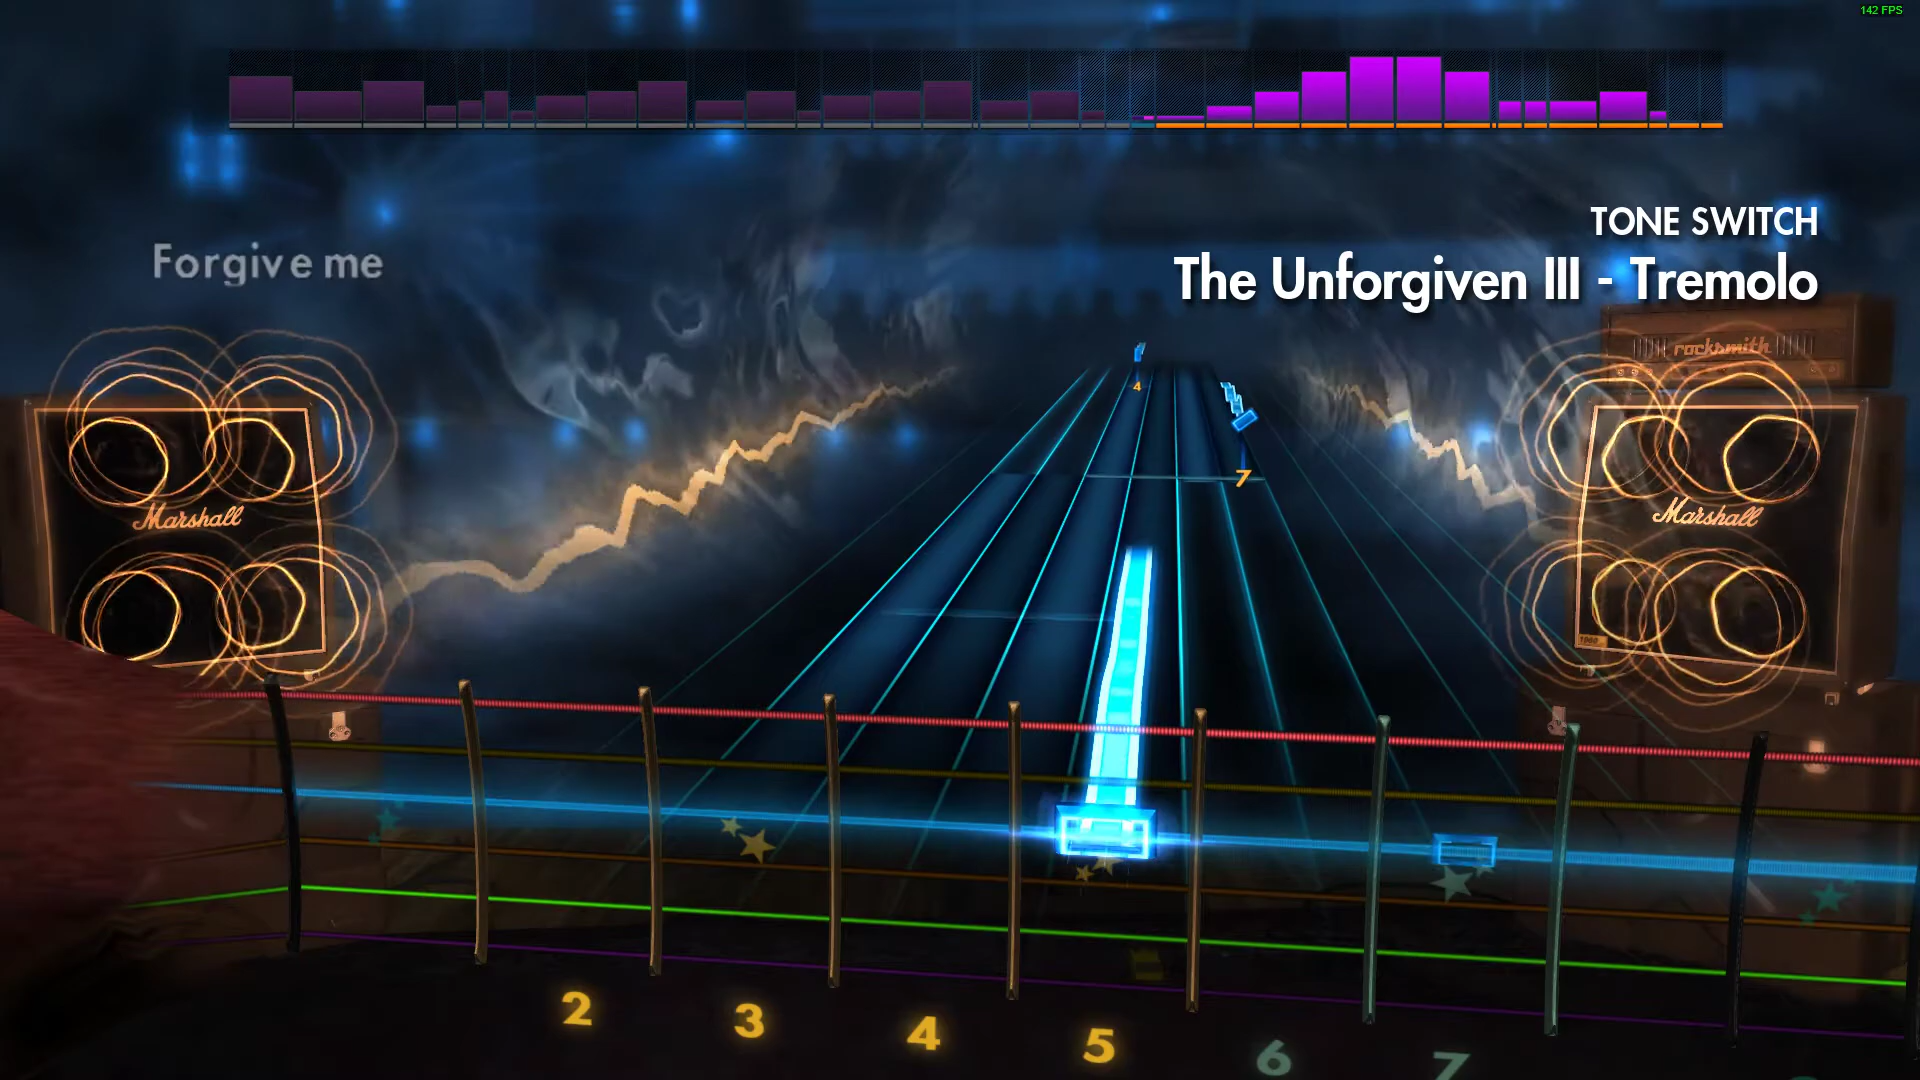 142 FPS
TONE SWITCH
The Unforgiven III - Tremolo
Forgive me
rocksmith
Marshall
Marshall
4
7
1960
2 3 4 5 6 7